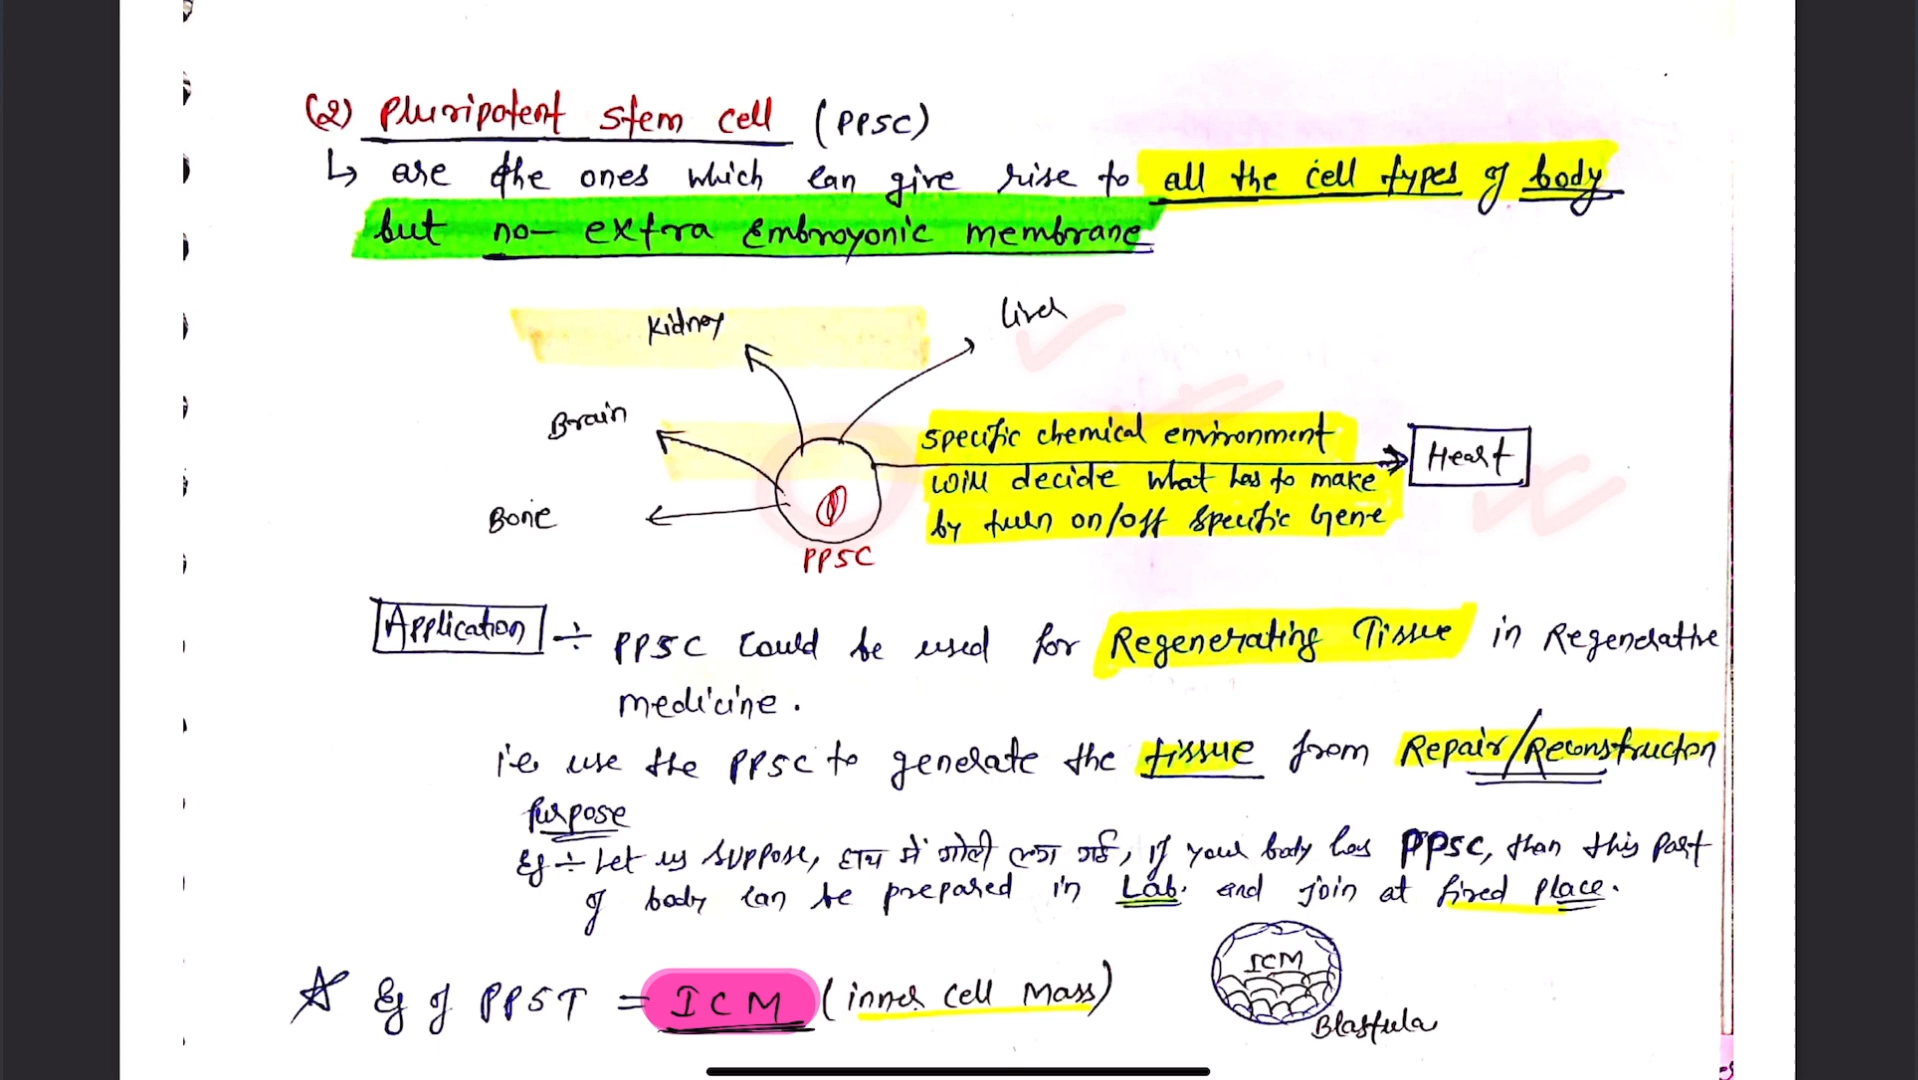 (2) Pluripotent stem cell (PPSC)
↳ are the ones which can give rise to all the cell types of body
but no extra Embroyonic membrane
Kidney
Liver
Brain
Bone
PPSC
specific chemical environment
will decide what has to make
by turn on/off specific Gene
Heart
Application ÷ PPSC could be used for Regenerating Tissue in Regenerative
medicine.
i.e use the PPSC to generate the tissue from Repair/Reconstructon
Purpose
Eg ÷ Let us suppose, हाथ में गोली लग गई, if your body has PPSC, than this part
of body can be prepared in Lab. and join at fired place.
☆ Eg of PPST = ICM (inner cell Mass)
ICM
Blastula